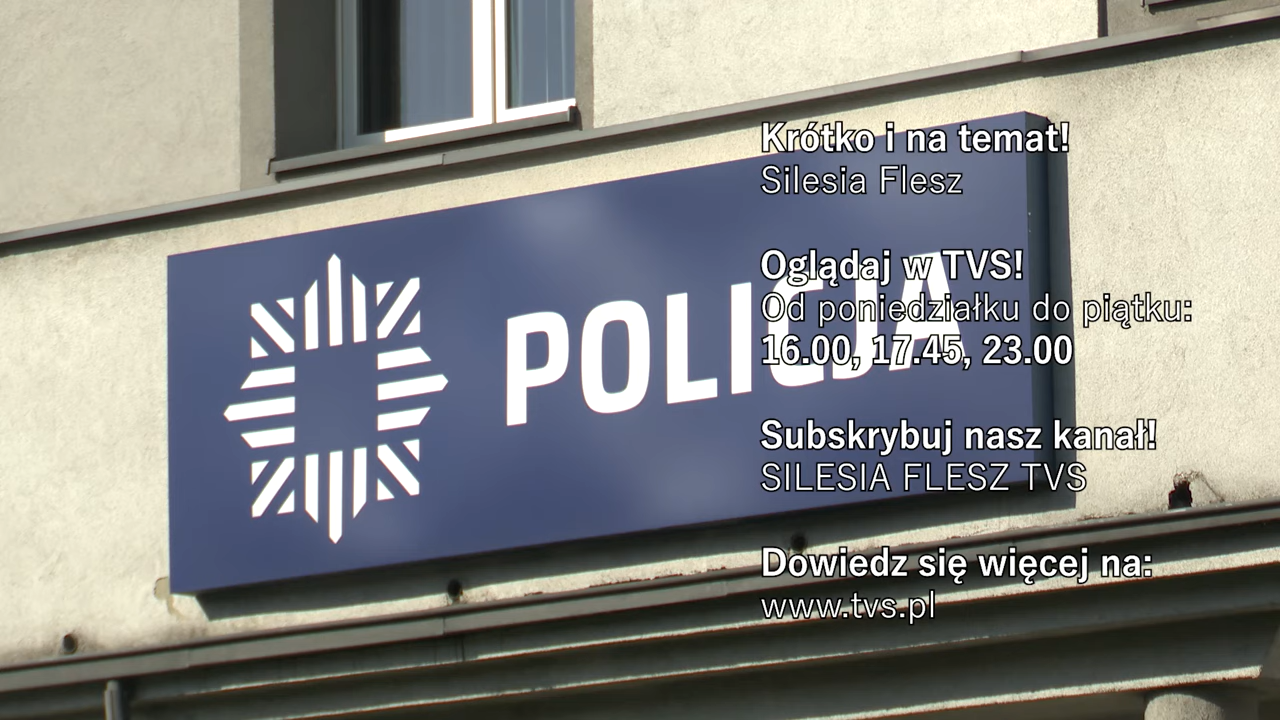 POLICJA
Krótko i na temat!
Silesia Flesz
Oglądaj w TVS!
Od poniedziałku do piątku:
16.00, 17.45, 23.00
Subskrybuj nasz kanał!
SILESIA FLESZ TVS
Dowiedz się więcej na:
www.tvs.pl